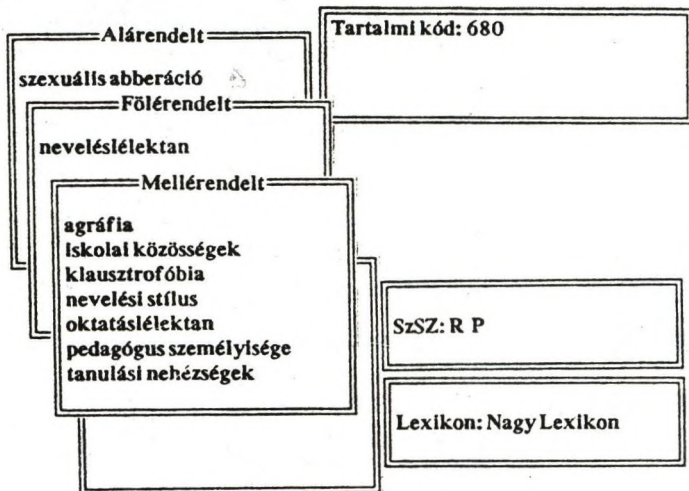 Alárendelt
szexuális abberáció
Fölérendelt
neveléslélektan
Mellérendelt
agráfia
iskolai közösségek
klausztrofóbia
nevelési stílus
oktatáslélektan
pedagógus személyisége
tanulási nehézségek
Tartalmi kód: 680
SzSZ: R P
Lexikon: Nagy Lexikon